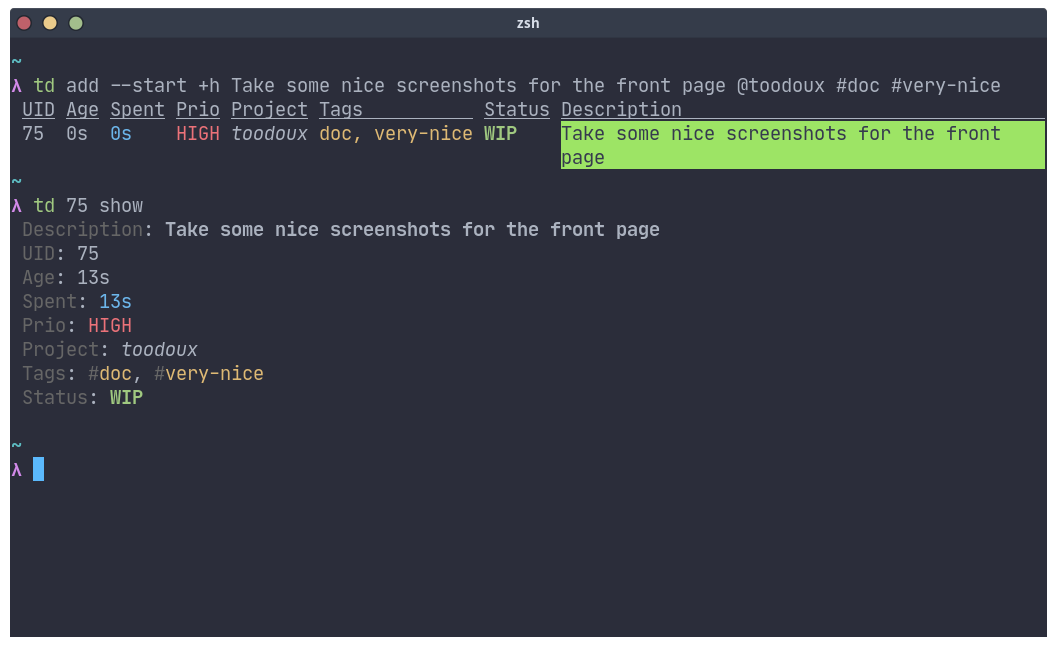 zsh
~
λ td add --start +h Take some nice screenshots for the front page @toodoux #doc #very-nice
UID Age Spent Prio Project Tags Status Description
75 0s 0s HIGH toodoux doc, very-nice WIP Take some nice screenshots for the front
page
~
λ td 75 show
Description: Take some nice screenshots for the front page
UID: 75
Age: 13s
Spent: 13s
Prio: HIGH
Project: toodoux
Tags: #doc, #very-nice
Status: WIP
~
λ